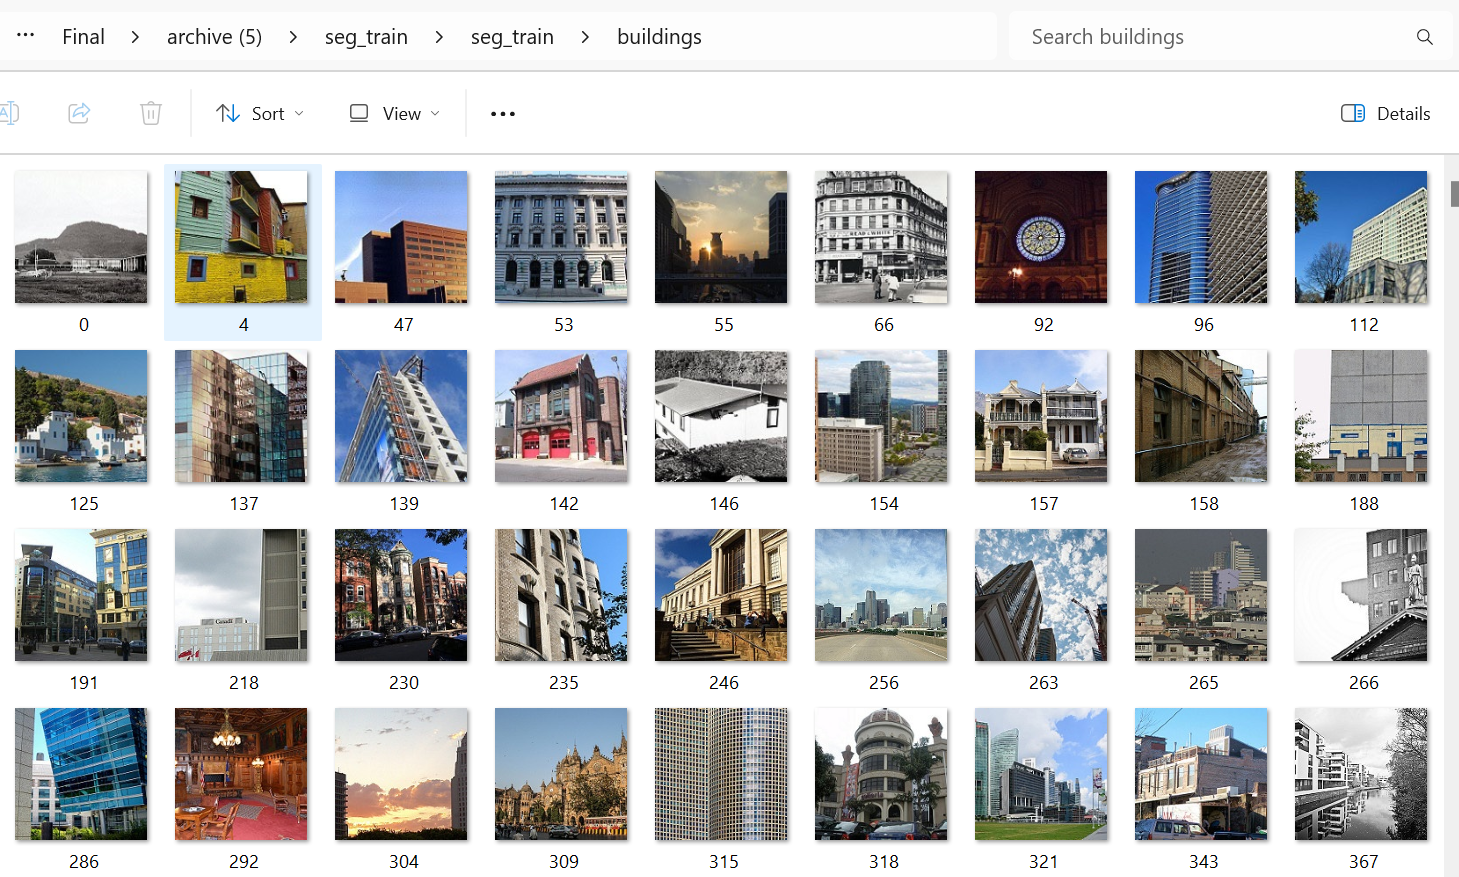 Final > archive (5) > seg_train > seg_train > buildings
Search buildings
Sort
View
Details
0 4 47 53 55 66 92 96 112
125 137 139 142 146 154 157 158 188
Canada
191 218 230 235 246 256 263 265 266
286 292 304 309 315 318 321 343 367